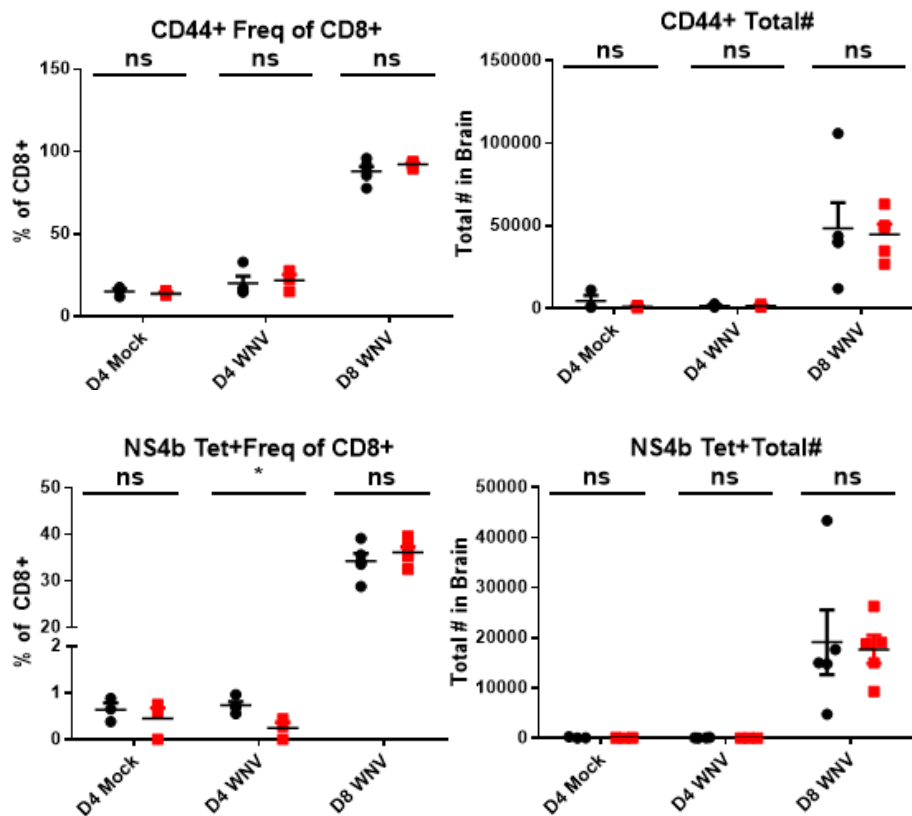 CD44+ Freq of CD8+
ns
ns
ns
150
100
50
0
% of CD8+
D4 Mock
D4 WNV
D8 WNV
CD44+ Total#
ns
ns
ns
150000
100000
50000
0
Total # in Brain
D4 Mock
D4 WNV
D8 WNV
NS4b Tet+Freq of CD8+
ns
*
ns
50
40
30
20
2
1
0
% of CD8+
D4 Mock
D4 WNV
D8 WNV
NS4b Tet+Total#
ns
ns
ns
50000
40000
30000
20000
10000
0
Total # in Brain
D4 Mock
D4 WNV
D8 WNV